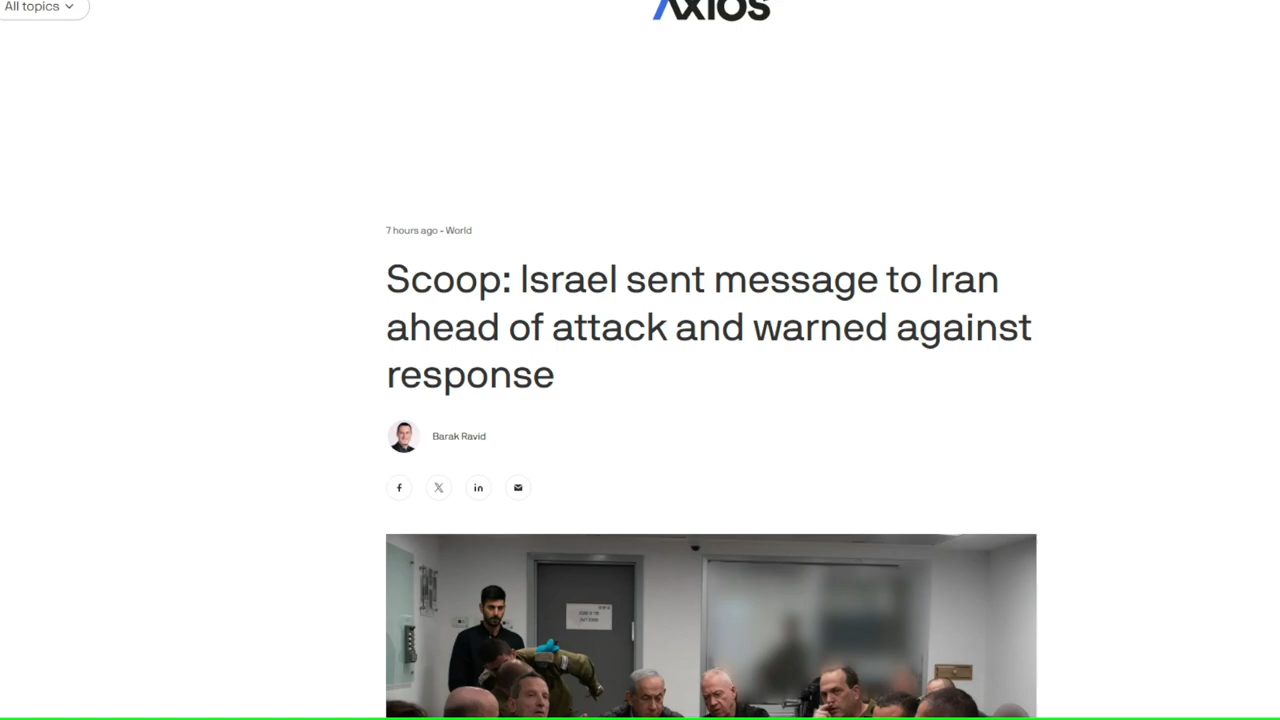 All topics
AXIOS
7 hours ago - World
Scoop: Israel sent message to Iran
ahead of attack and warned against
response
Barak Ravid